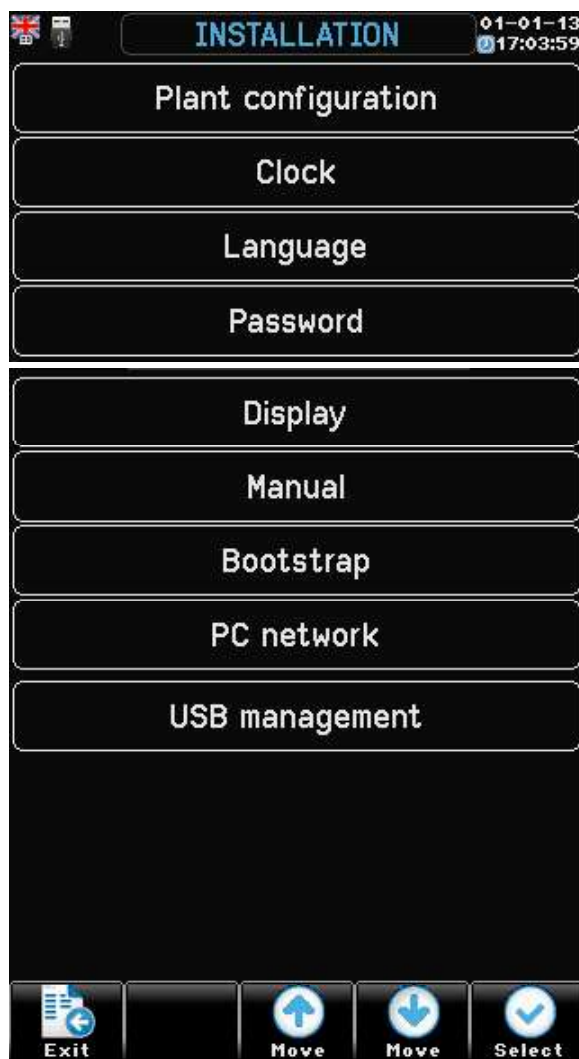 INSTALLATION
01-01-13
17:03:59
Plant configuration
Clock
Language
Password
Display
Manual
Bootstrap
PC network
USB management
Exit Move Move Select